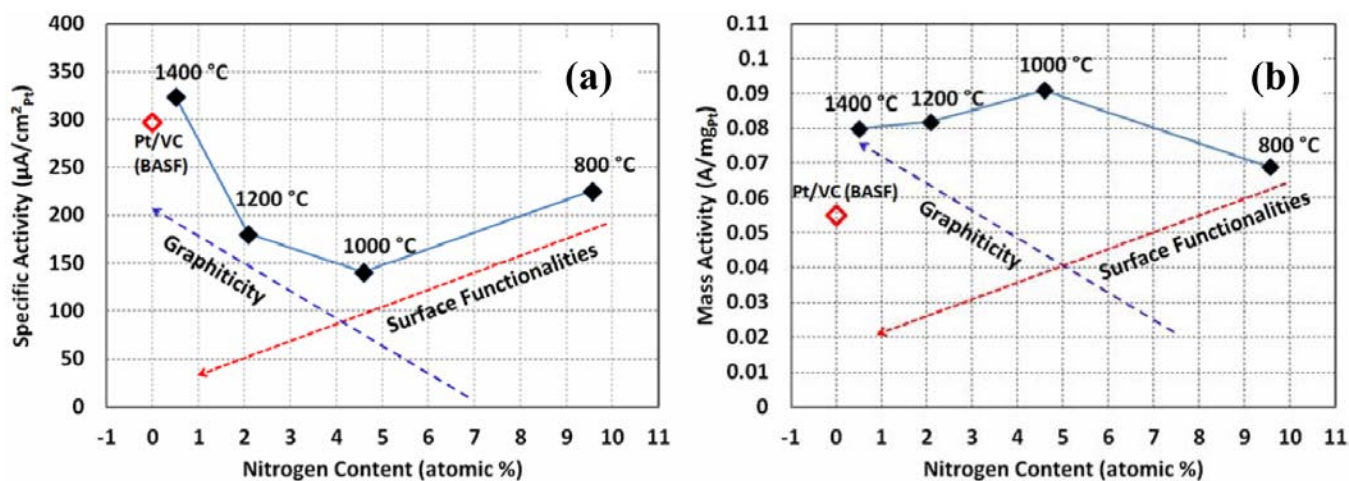 (a)
Specific Activity (µA/cm²Pt)
400
350
300
250
200
150
100
50
0
1400 °C
Pt/VC
(BASF)
1200 °C
1000 °C
800 °C
Graphiticity
Surface Functionalities
-1 0 1 2 3 4 5 6 7 8 9 10 11
Nitrogen Content (atomic %)
(b)
Mass Activity (A/mgPt)
0.11
0.1
0.09
0.08
0.07
0.06
0.05
0.04
0.03
0.02
0.01
0
1400 °C
1200 °C
1000 °C
800 °C
Pt/VC (BASF)
Graphiticity
Surface Functionalities
-1 0 1 2 3 4 5 6 7 8 9 10 11
Nitrogen Content (atomic %)